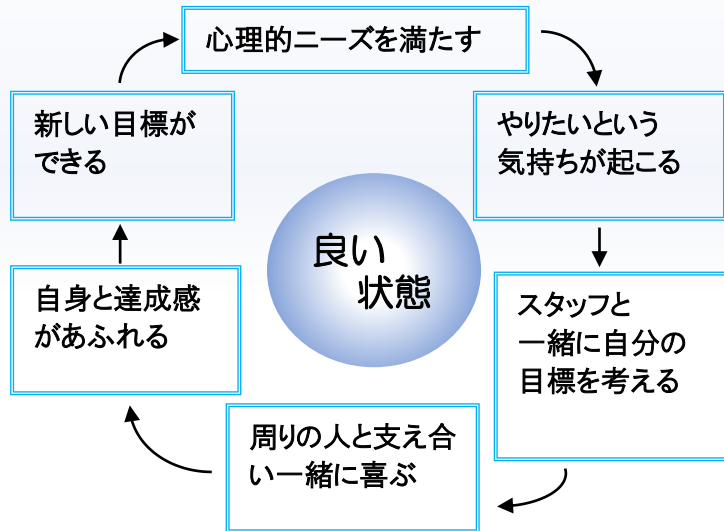 心理的ニーズを満たす
やりたいという
気持ちが起こる
スタッフと
一緒に自分の
目標を考える
周りの人と支え合
い一緒に喜ぶ
自身と達成感
があふれる
新しい目標が
できる
良い
状態